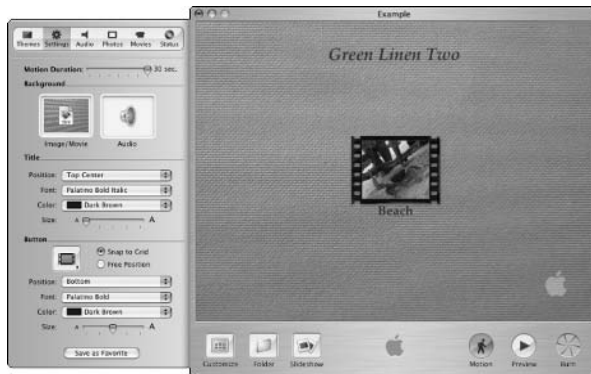 Example
Themes Settings Audio Photos Movies Status
Motion Duration: 30 sec.
Background
Image/Movie Audio
Title
Position: Top Center
Font: Palatino Bold Italic
Color: Dark Brown
Size: A A
Button
Snap to Grid
Free Position
Position: Bottom
Font: Palatino Bold
Color: Dark Brown
Size: A A
Save as Favorite
Green Linen Two
Beach
Customize Folder Slideshow Motion Preview Burn